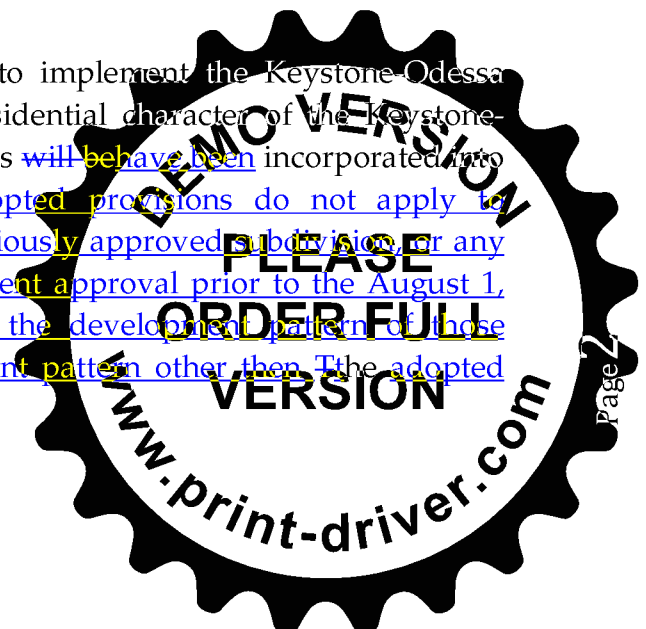 to implement the Keystone-Odessa
sidential character of the Keystone-
s will be have been incorporated into
opted provisions do not apply to
iously approved subdivision, or any
ent approval prior to the August 1,
the development pattern of those
nt pattern other then Tthe adopted
DEMO VERSION
PLEASE
ORDER FULL
VERSION
www.print-driver.com
Page 2